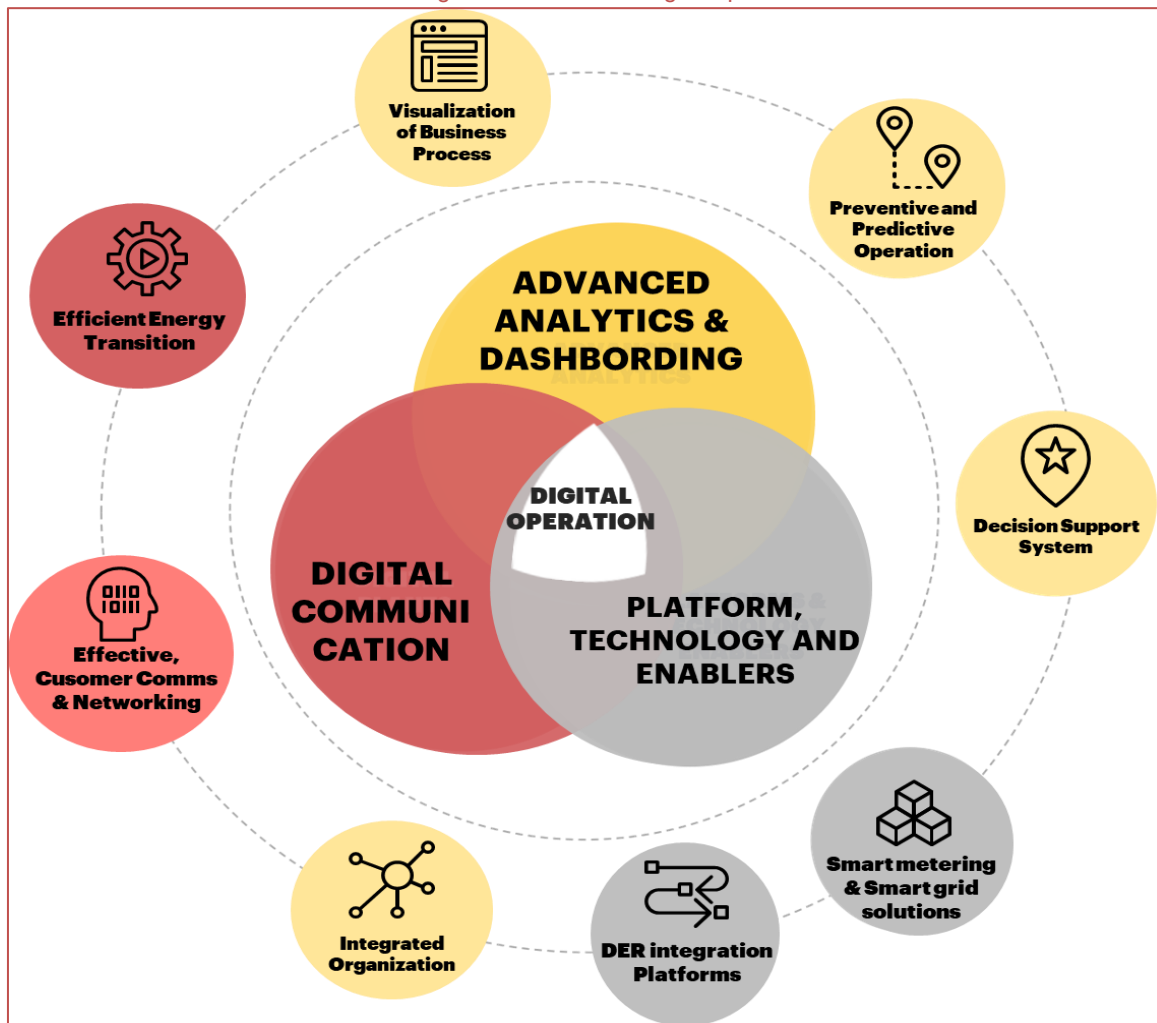 Visualization
of Business
Process
Preventive and
Predictive
Operation
Efficient Energy
Transition
ADVANCED
ANALYTICS &
DASHBORDING
DIGITAL
OPERATION
Decision Support
System
DIGITAL
COMMUNI
CATION
PLATFORM,
TECHNOLOGY AND
ENABLERS
Effective,
Cusomer Comms
& Networking
Smart metering
& Smart grid
solutions
Integrated
Organization
DER integration
Platforms